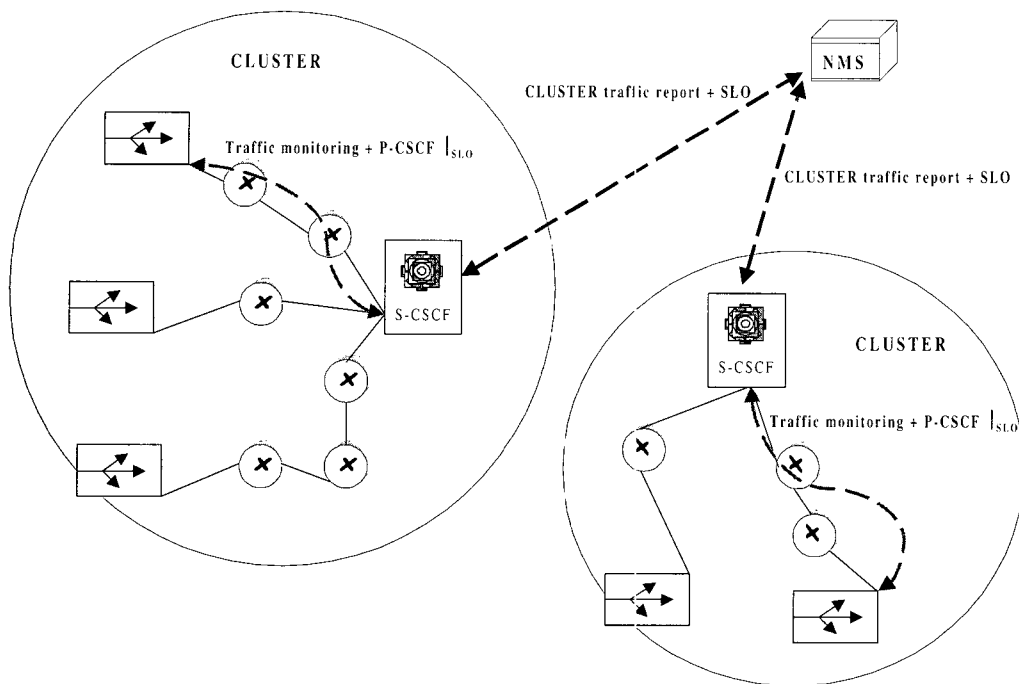 CLUSTER
NMS
CLUSTER traffic report + SLO
Traffic monitoring + P-CSCF |SLO
CLUSTER traffic report + SLO
S-CSCF
CLUSTER
S-CSCF
Traffic monitoring + P-CSCF |SLO